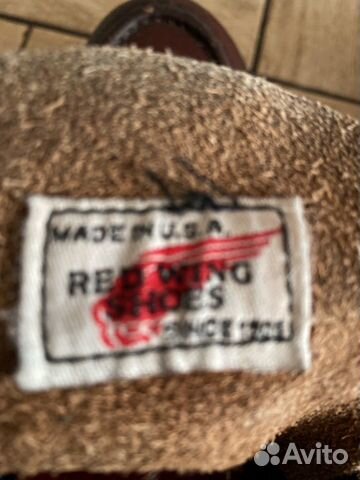 MADE IN U.S.A.
RED WING
SHOES
SINCE 1905
Avito